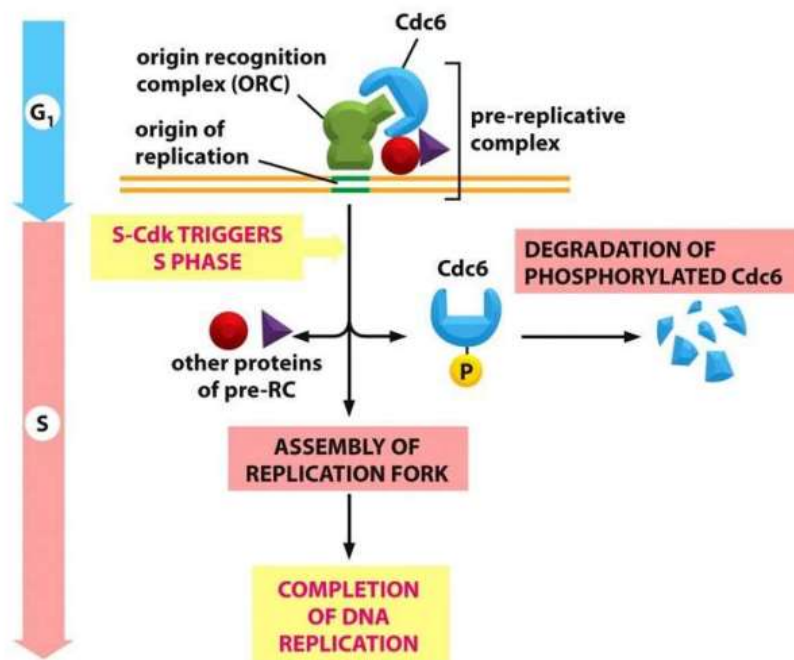 Cdc6
origin recognition
complex (ORC)
G1
origin of
replication
pre-replicative
complex
S-Cdk TRIGGERS
S PHASE
Cdc6
DEGRADATION OF
PHOSPHORYLATED Cdc6
P
other proteins
of pre-RC
S
ASSEMBLY OF
REPLICATION FORK
COMPLETION
OF DNA
REPLICATION